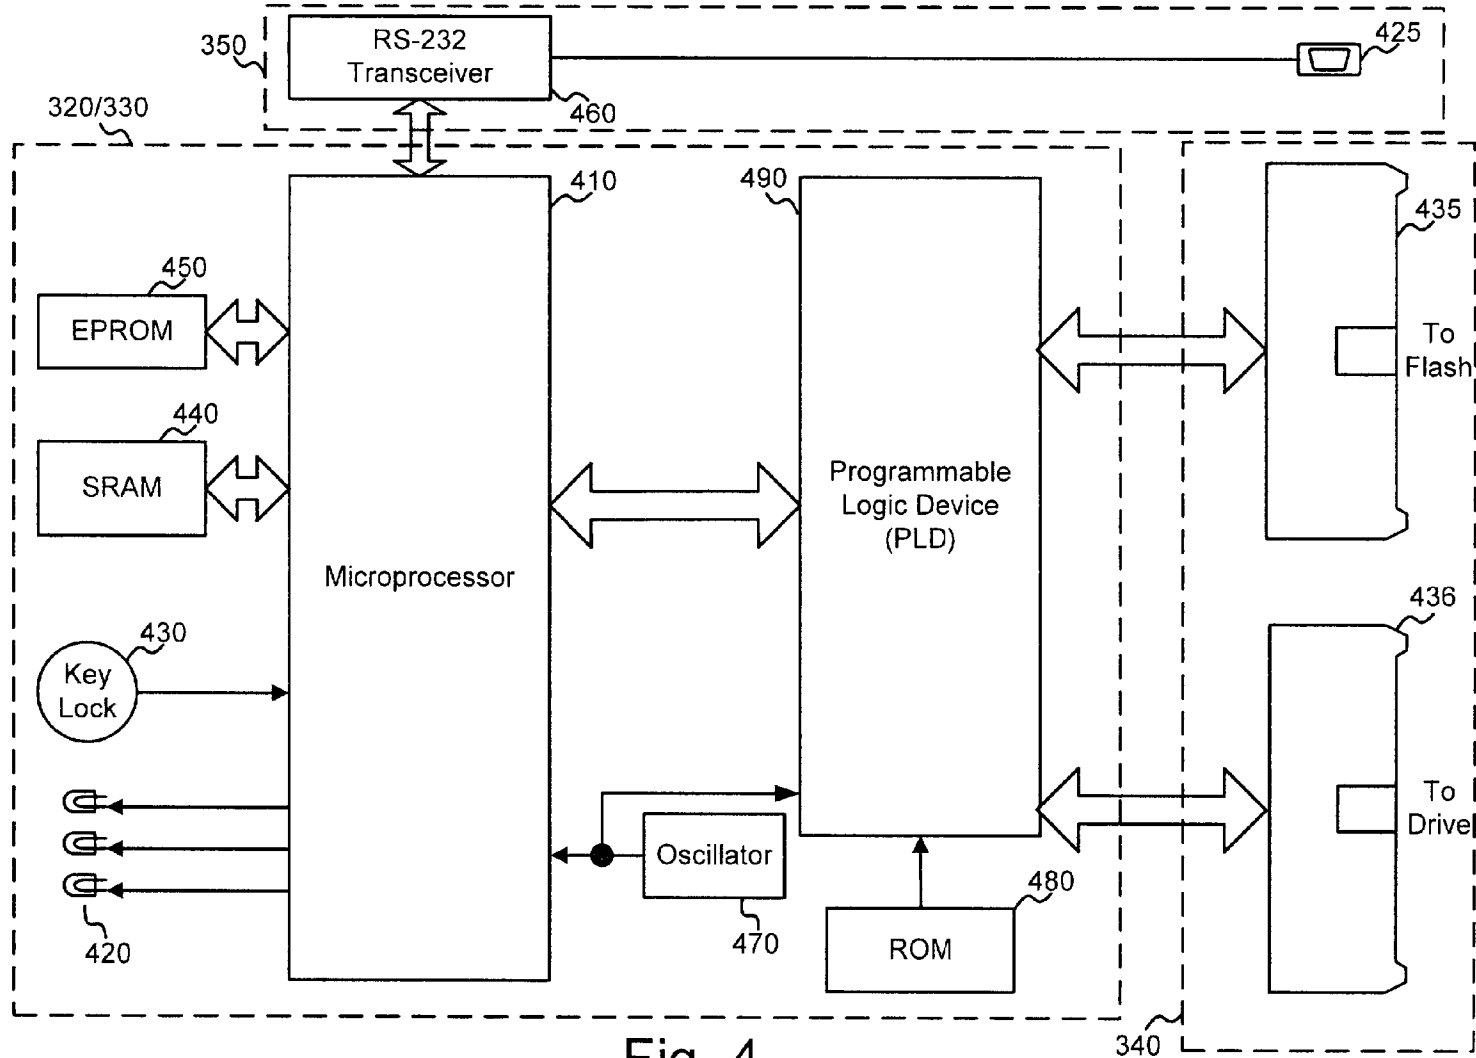 350
RS-232
Transceiver
460
425
320/330
410
490
435
450
EPROM
To
Flash
440
SRAM
Programmable
Logic Device
(PLD)
Microprocessor
436
430
Key
Lock
To
Drive
Oscillator
470
480
ROM
420
340
Fig. 4